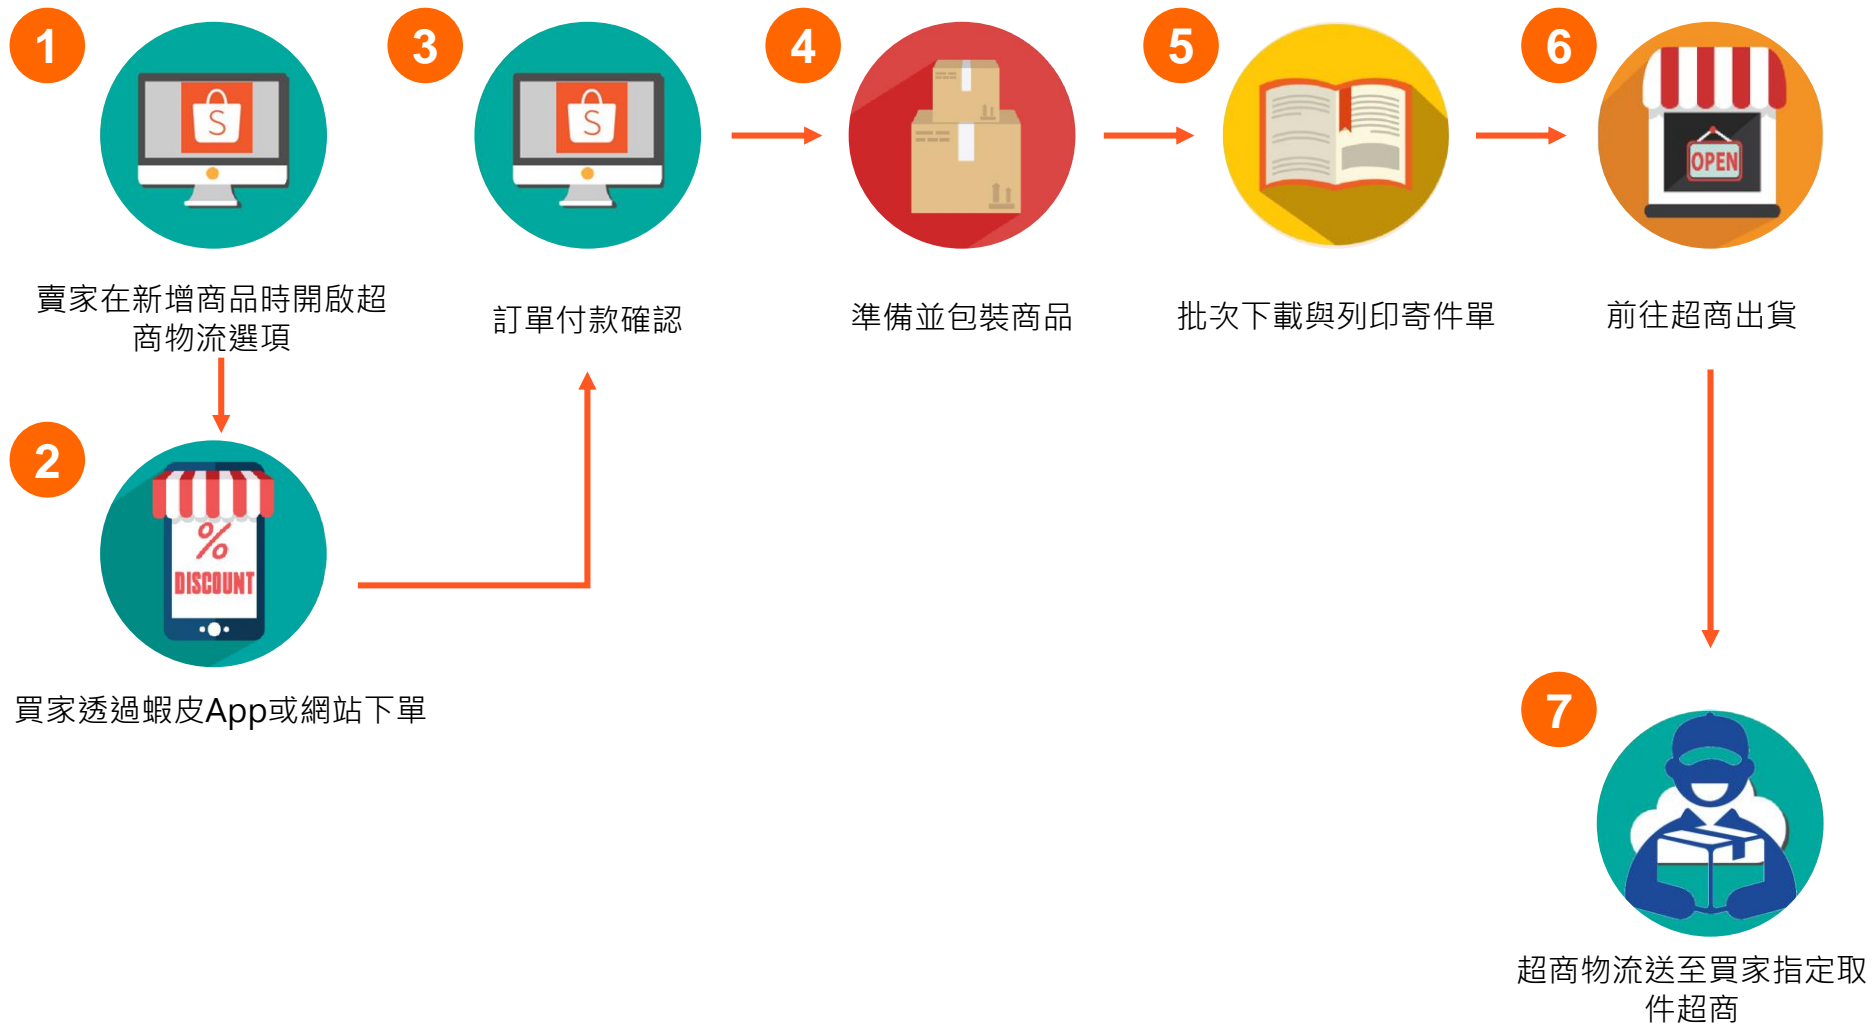 1
賣家在新增商品時開啟超
商物流選項
2
% DISCOUNT
買家透過蝦皮App或網站下單
3
S
S
訂單付款確認
4
準備並包裝商品
5
批次下載與列印寄件單
6
OPEN
前往超商出貨
7
超商物流送至買家指定取
件超商